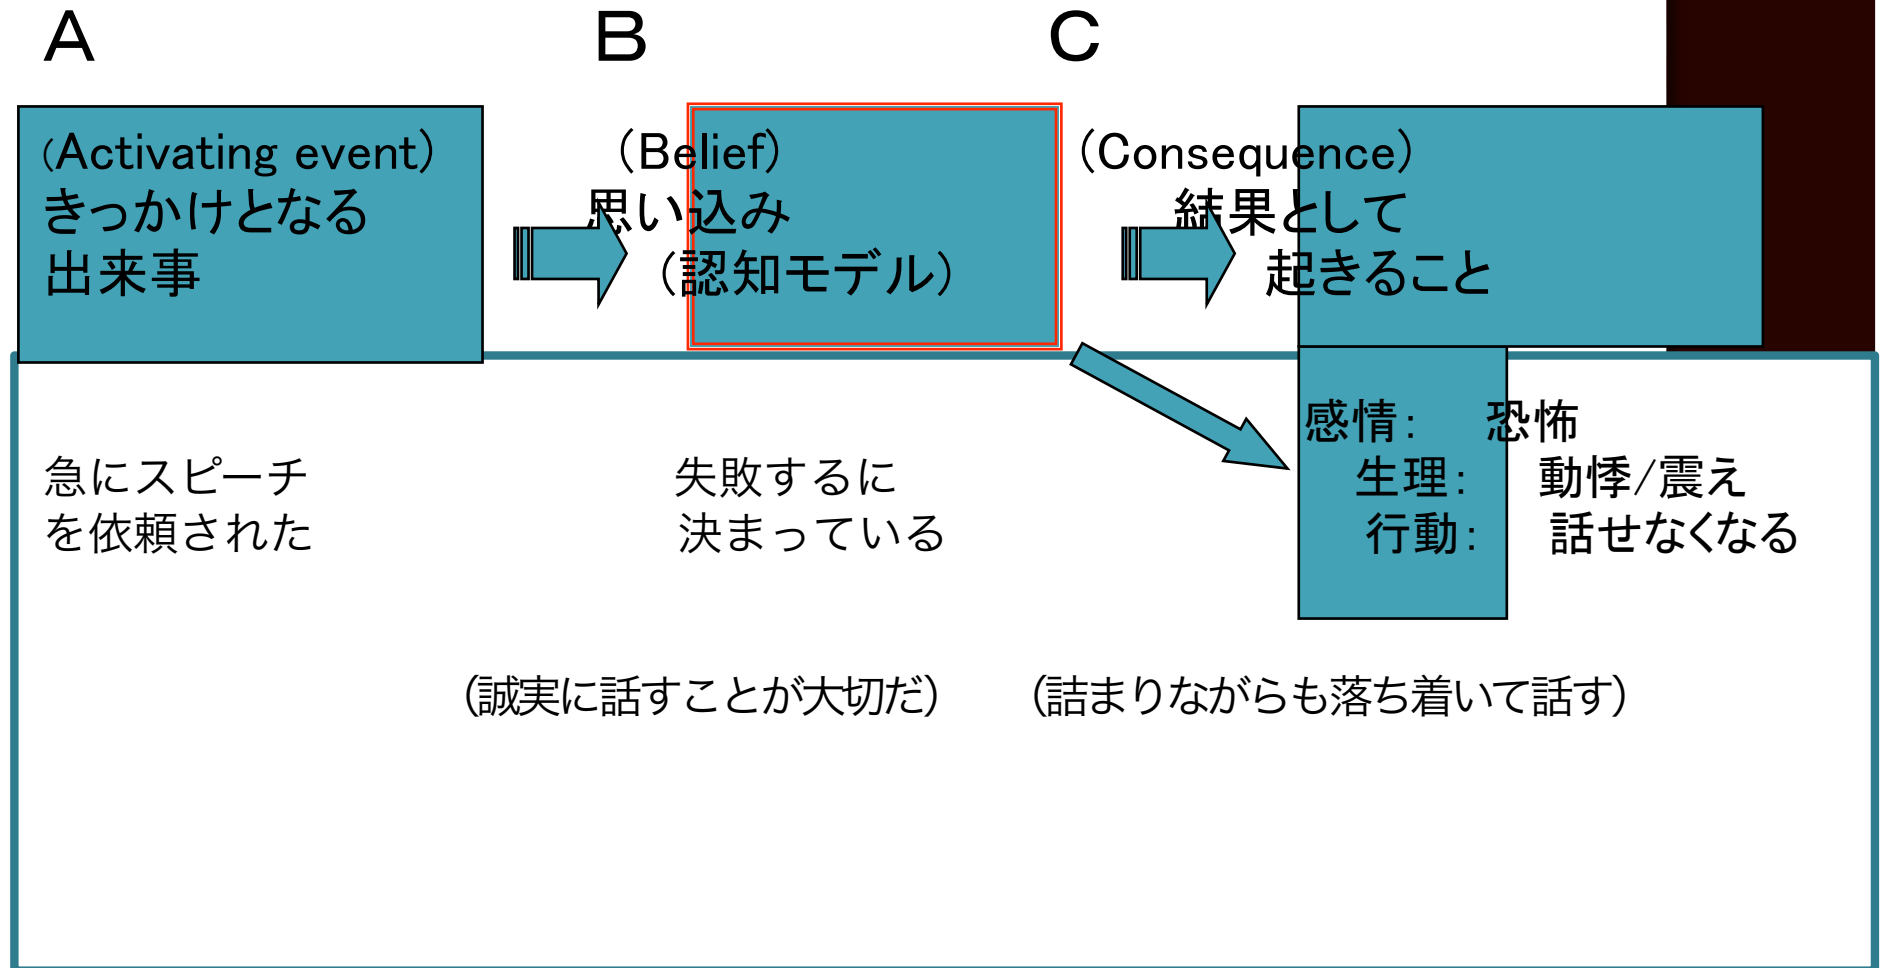 A
B
C
(Activating event)
きっかけとなる
出来事
(Belief)
思い込み
(認知モデル)
(Consequence)
結果として
起きること
急にスピーチ
を依頼された
失敗するに
決まっている
感情： 恐怖
生理： 動悸/震え
行動： 話せなくなる
(誠実に話すことが大切だ)
(詰まりながらも落ち着いて話す)